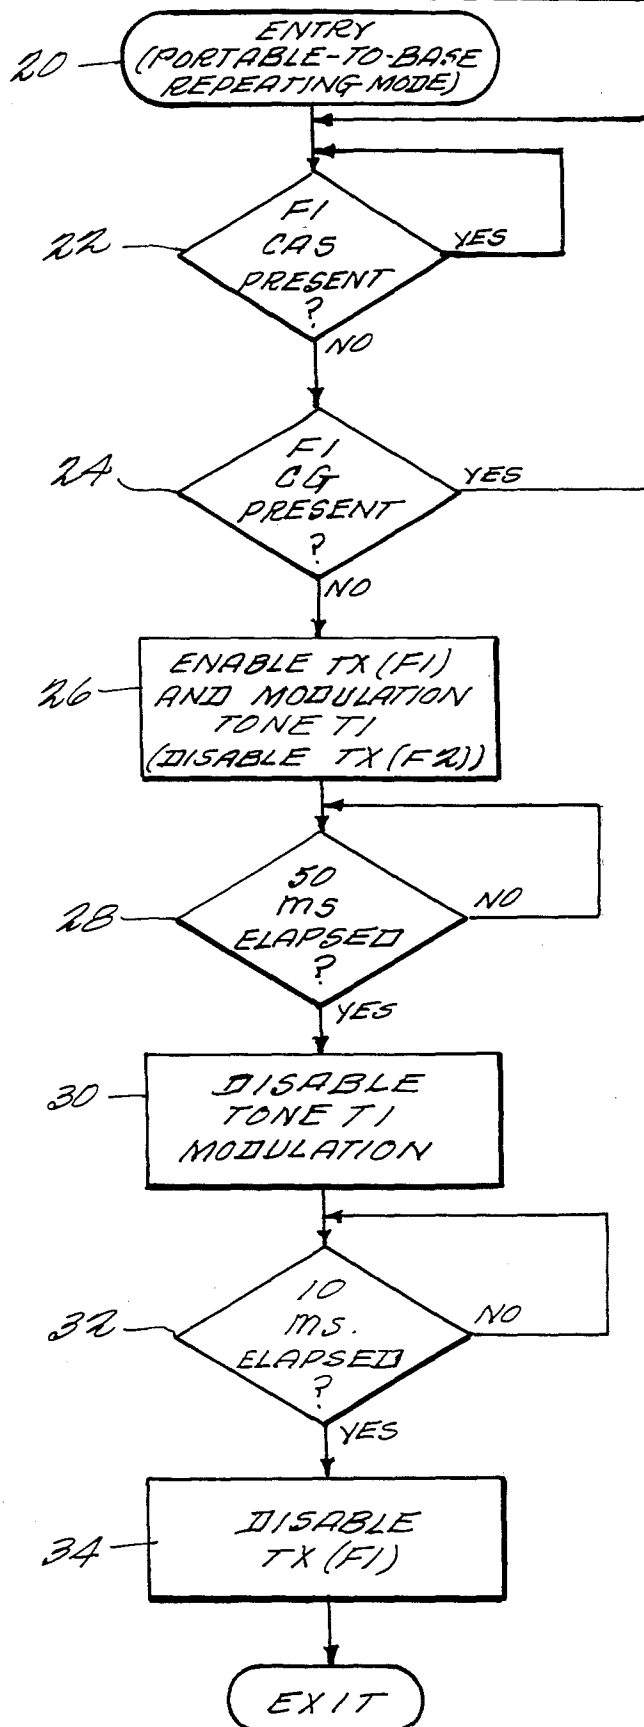 ENTRY
20
(PORTABLE-TO-BASE
REPEATING MODE)
F1
22
CAS
YES
PRESENT
?
NO
F1
24
CG
YES
PRESENT
?
NO
ENABLE TX (F1)
26
AND MODULATION
TONE T1
(DISABLE TX (F2))
50
28
MS
NO
ELAPSED
?
YES
30
DISABLE
TONE T1
MODULATION
10
32
MS.
NO
ELAPSED
?
YES
DISABLE
34
TX (F1)
EXIT